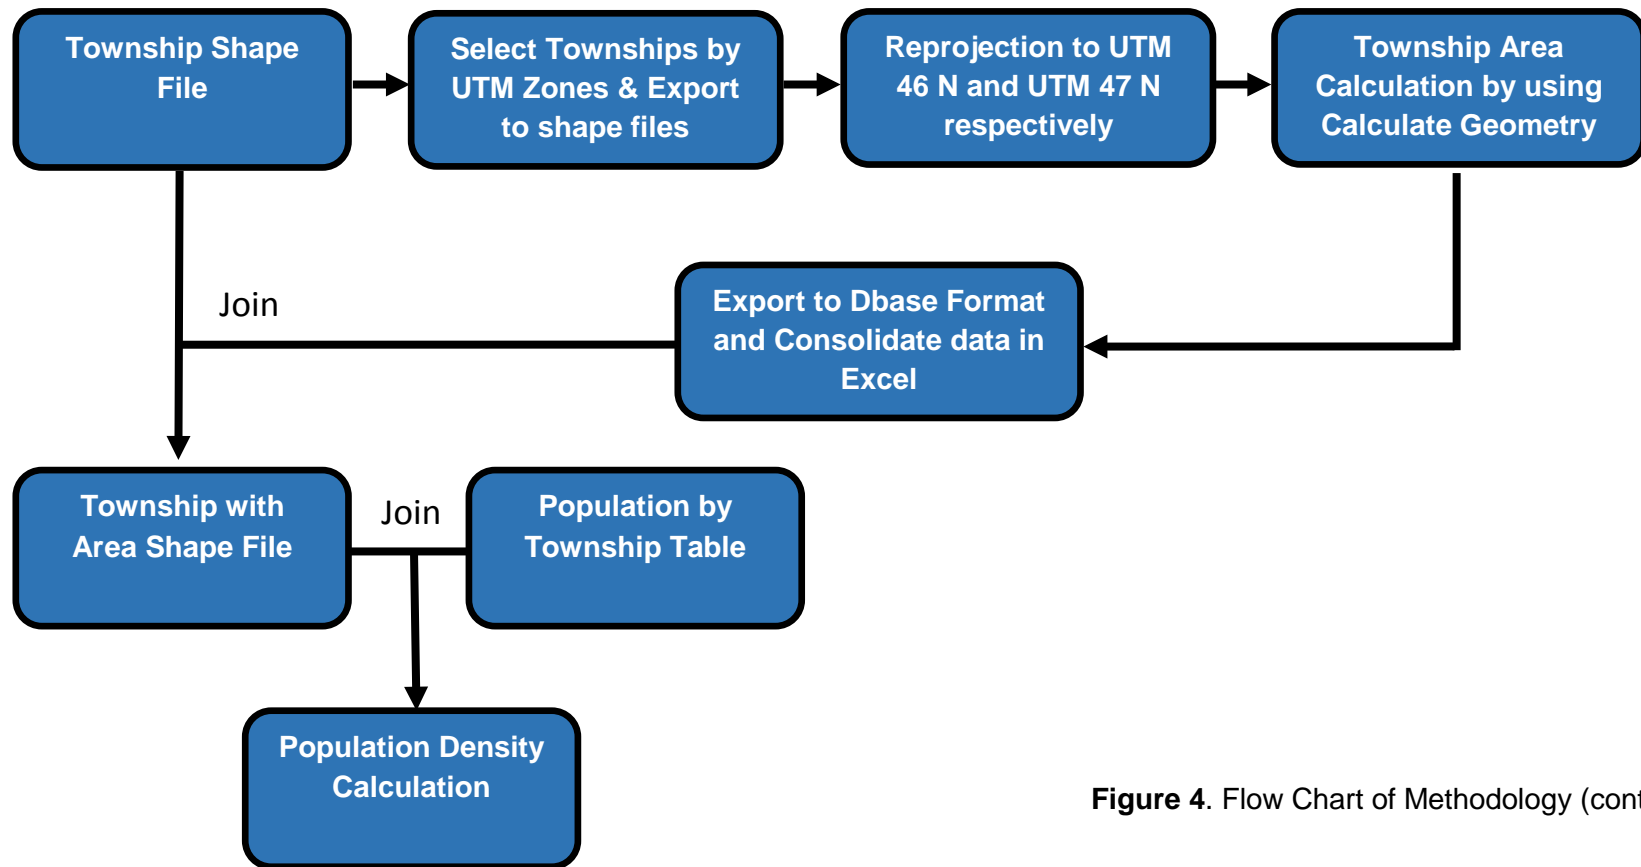 Township Shape
File
Select Townships by
UTM Zones & Export
to shape files
Reprojection to UTM
46 N and UTM 47 N
respectively
Township Area
Calculation by using
Calculate Geometry
Join
Export to Dbase Format
and Consolidate data in
Excel
Township with
Area Shape File
Join
Population by
Township Table
Population Density
Calculation
Figure 4. Flow Chart of Methodology (cont